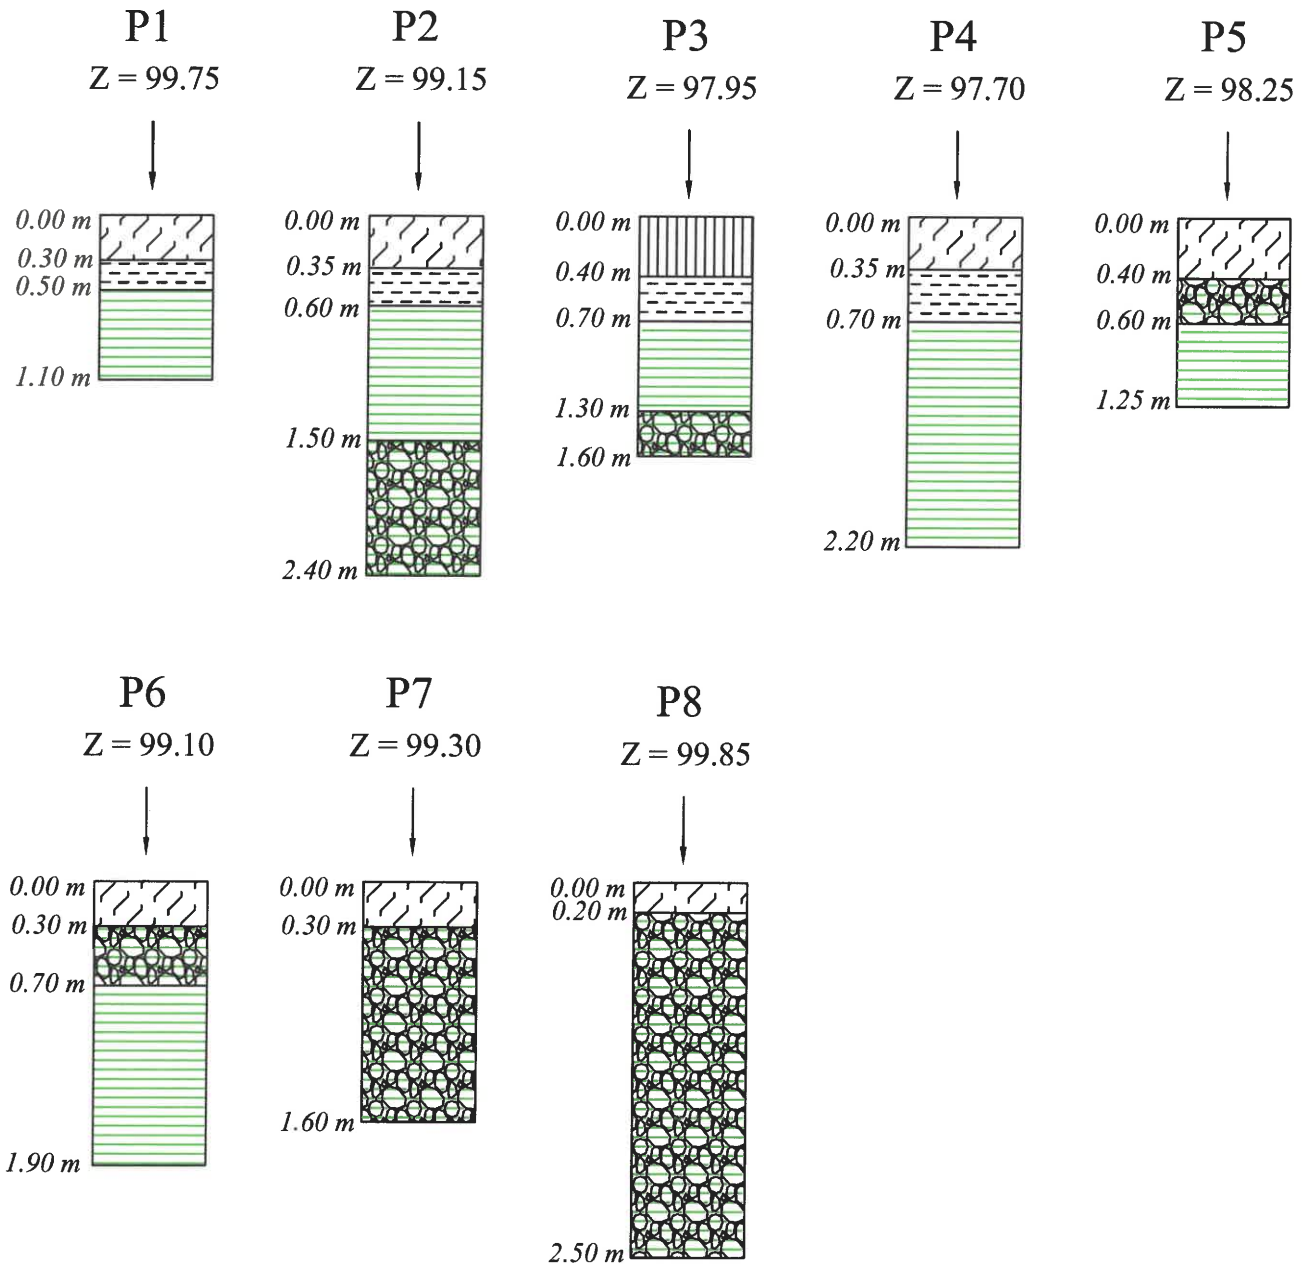 P1
Z = 99.75
0.00 m
0.30 m
0.50 m
1.10 m
P2
Z = 99.15
0.00 m
0.35 m
0.60 m
1.50 m
2.40 m
P3
Z = 97.95
0.00 m
0.40 m
0.70 m
1.30 m
1.60 m
P4
Z = 97.70
0.00 m
0.35 m
0.70 m
2.20 m
P5
Z = 98.25
0.00 m
0.40 m
0.60 m
1.25 m
P6
Z = 99.10
0.00 m
0.30 m
0.70 m
1.90 m
P7
Z = 99.30
0.00 m
0.30 m
1.60 m
P8
Z = 99.85
0.00 m
0.20 m
2.50 m